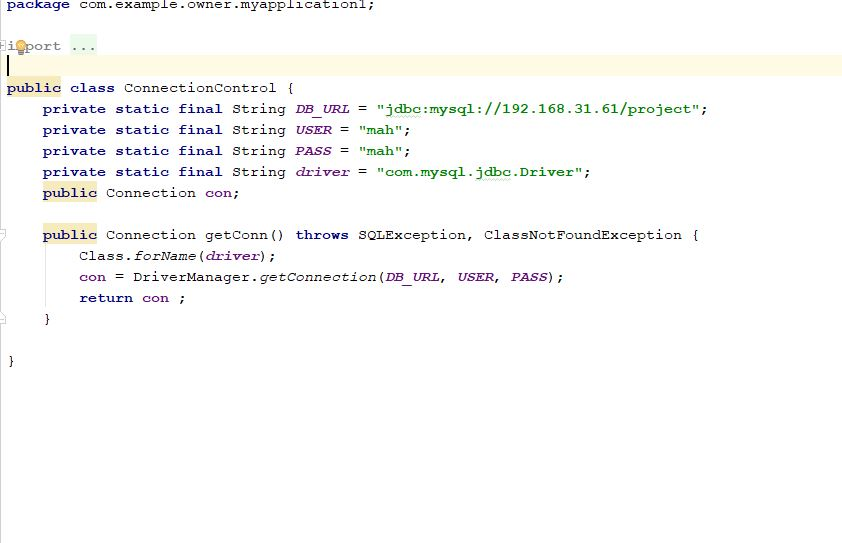 package com.example.owner.myapplication1;
import ...
public class ConnectionControl {
private static final String DB_URL = "jdbc:mysql://192.168.31.61/project";
private static final String USER = "mah";
private static final String PASS = "mah";
private static final String driver = "com.mysql.jdbc.Driver";
public Connection con;
public Connection getConn() throws SQLException, ClassNotFoundException {
Class.forName(driver);
con = DriverManager.getConnection(DB_URL, USER, PASS);
return con ;
}
}